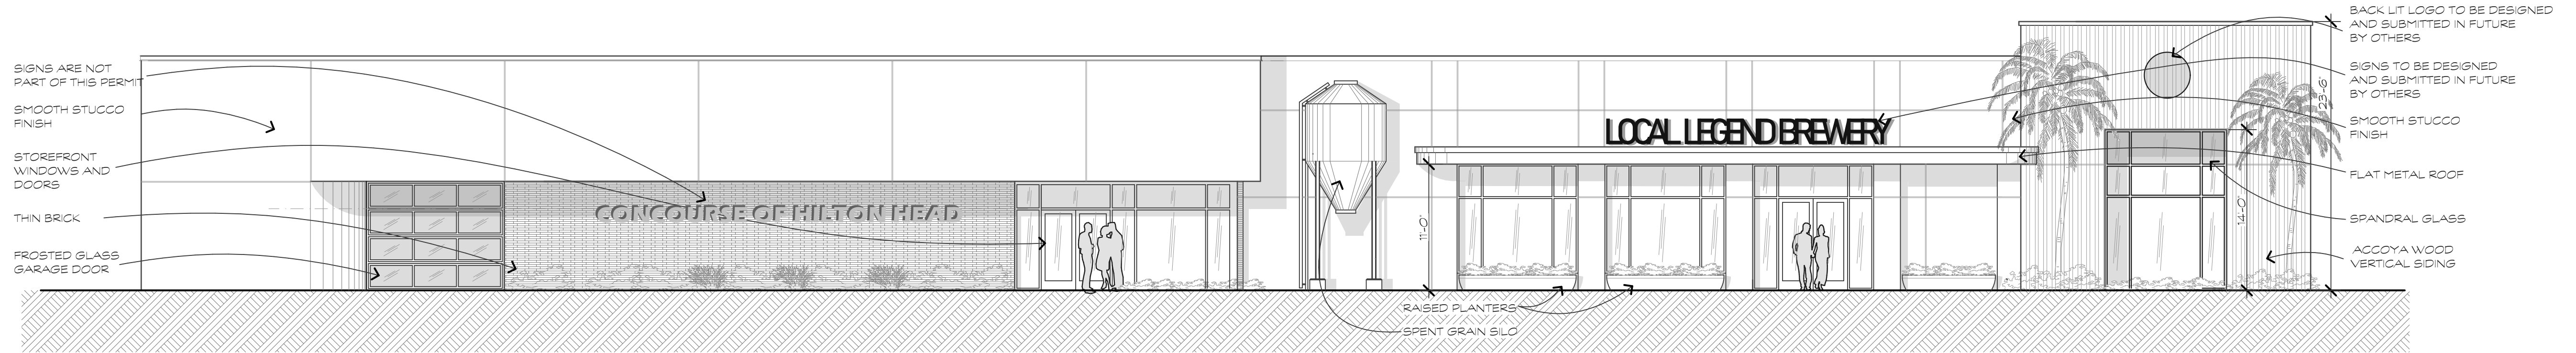 SIGNS ARE NOT
PART OF THIS PERMIT
SMOOTH STUCCO
FINISH
STOREFRONT
WINDOWS AND
DOORS
THIN BRICK
FROSTED GLASS
GARAGE DOOR
CONCOURSE OF HILTON HEAD
LOCAL LEGEND BREWERY
11'-0"
RAISED PLANTERS
SPENT GRAIN SILO
14'-0"
23'-6"
BACK LIT LOGO TO BE DESIGNED
AND SUBMITTED IN FUTURE
BY OTHERS
SIGNS TO BE DESIGNED
AND SUBMITTED IN FUTURE
BY OTHERS
SMOOTH STUCCO
FINISH
FLAT METAL ROOF
SPANDRAL GLASS
ACCOYA WOOD
VERTICAL SIDING